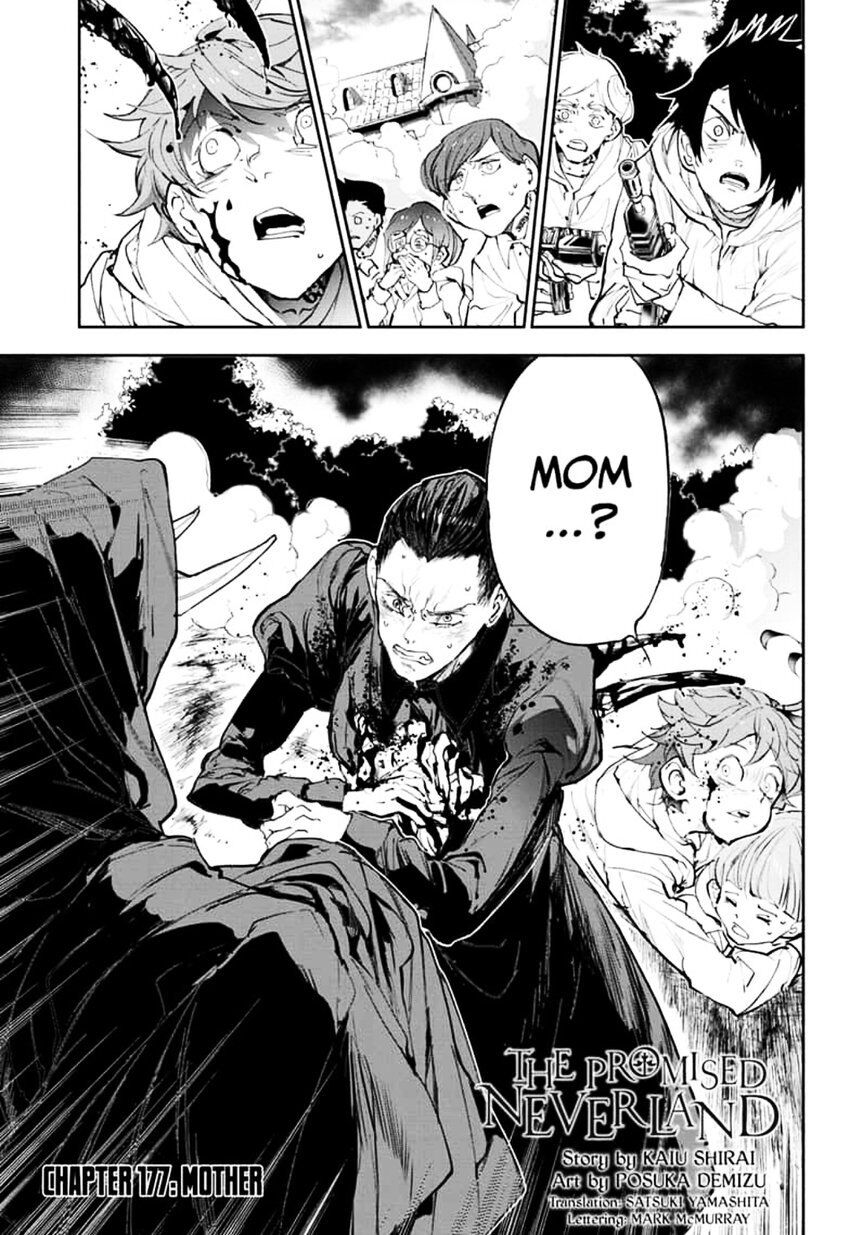 MOM
...?
THE PROMISED
NEVERLAND
Story by KAIU SHIRAI
Art by POSUKA DEMIZU
Translation: SATSUKI YAMASHITA
Lettering: MARK McMURRAY
CHAPTER 177: MOTHER